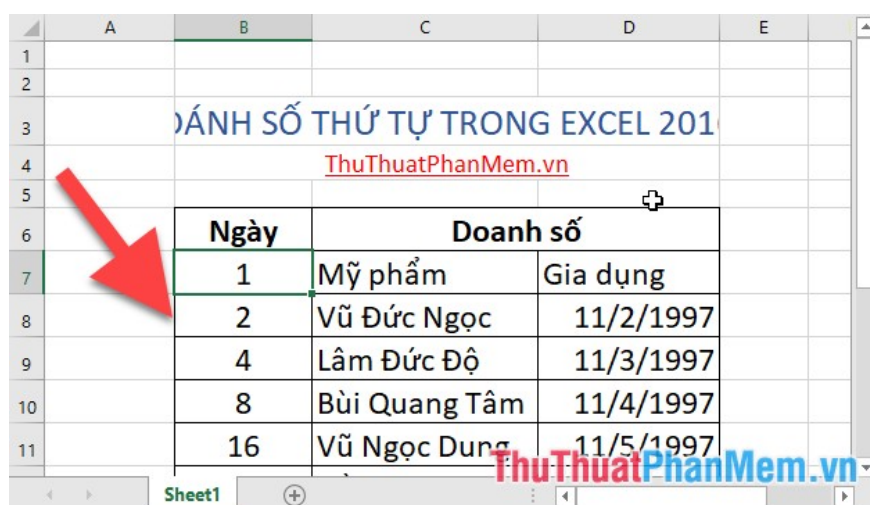 A B C D E
1
2
3 ĐÁNH SỐ THỨ TỰ TRONG EXCEL 201
4 ThuThuatPhanMem.vn
5
6 Ngày Doanh số
7 1 Mỹ phẩm Gia dụng
8 2 Vũ Đức Ngọc 11/2/1997
9 4 Lâm Đức Độ 11/3/1997
10 8 Bùi Quang Tâm 11/4/1997
11 16 Vũ Ngọc Dung 11/5/1997
ThuThuatPhanMem.vn
Sheet1